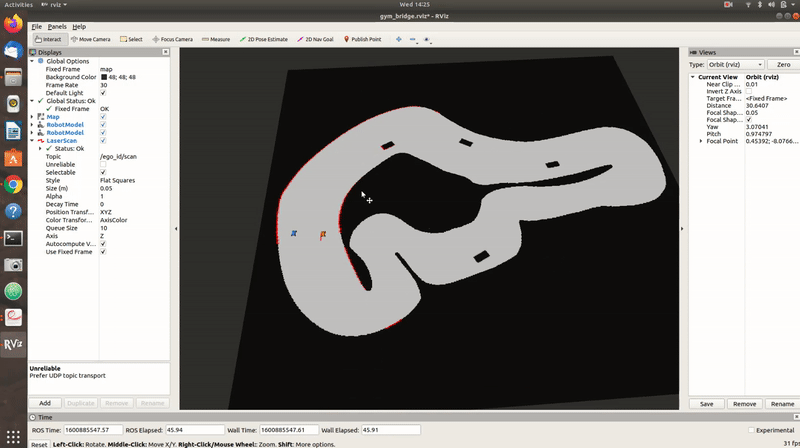 Activities
rviz
Wed 14:25
gym_bridge.rviz* - RViz
File Panels Help
Interact Move Camera Select Focus Camera Measure 2D Pose Estimate 2D Nav Goal Publish Point
Displays
Global Options
Fixed Frame map
Background Color 48; 48; 48
Frame Rate 30
Default Light
Global Status: Ok
Fixed Frame OK
Map
RobotModel
RobotModel
LaserScan
Status: Ok
Topic /ego_id/scan
Unreliable
Selectable
Style Flat Squares
Size (m) 0.05
Alpha 1
Decay Time 0
Position Transf... XYZ
Color Transform... AxisColor
Queue Size 10
Axis Z
Autocompute V...
Use Fixed Frame
Unreliable
Prefer UDP topic transport
Add Duplicate Remove Rename
Views
Type: Orbit (rviz) Zero
Current View Orbit (rviz)
Near Clip ... 0.01
Invert Z Axis
Target Fra... <Fixed Frame>
Distance 30.6407
Focal Shap... 0.05
Focal Shap...
Yaw 3.07041
Pitch 0.974797
Focal Point 0.45392; -0.0766...
Save Remove Rename
Time
ROS Time: 1600885547.57 ROS Elapsed: 45.94 Wall Time: 1600885547.61 Wall Elapsed: 45.91 Experimental
Reset Left-Click: Rotate. Middle-Click: Move X/Y. Right-Click/Mouse Wheel: Zoom. Shift: More options. 31 fps
RViz